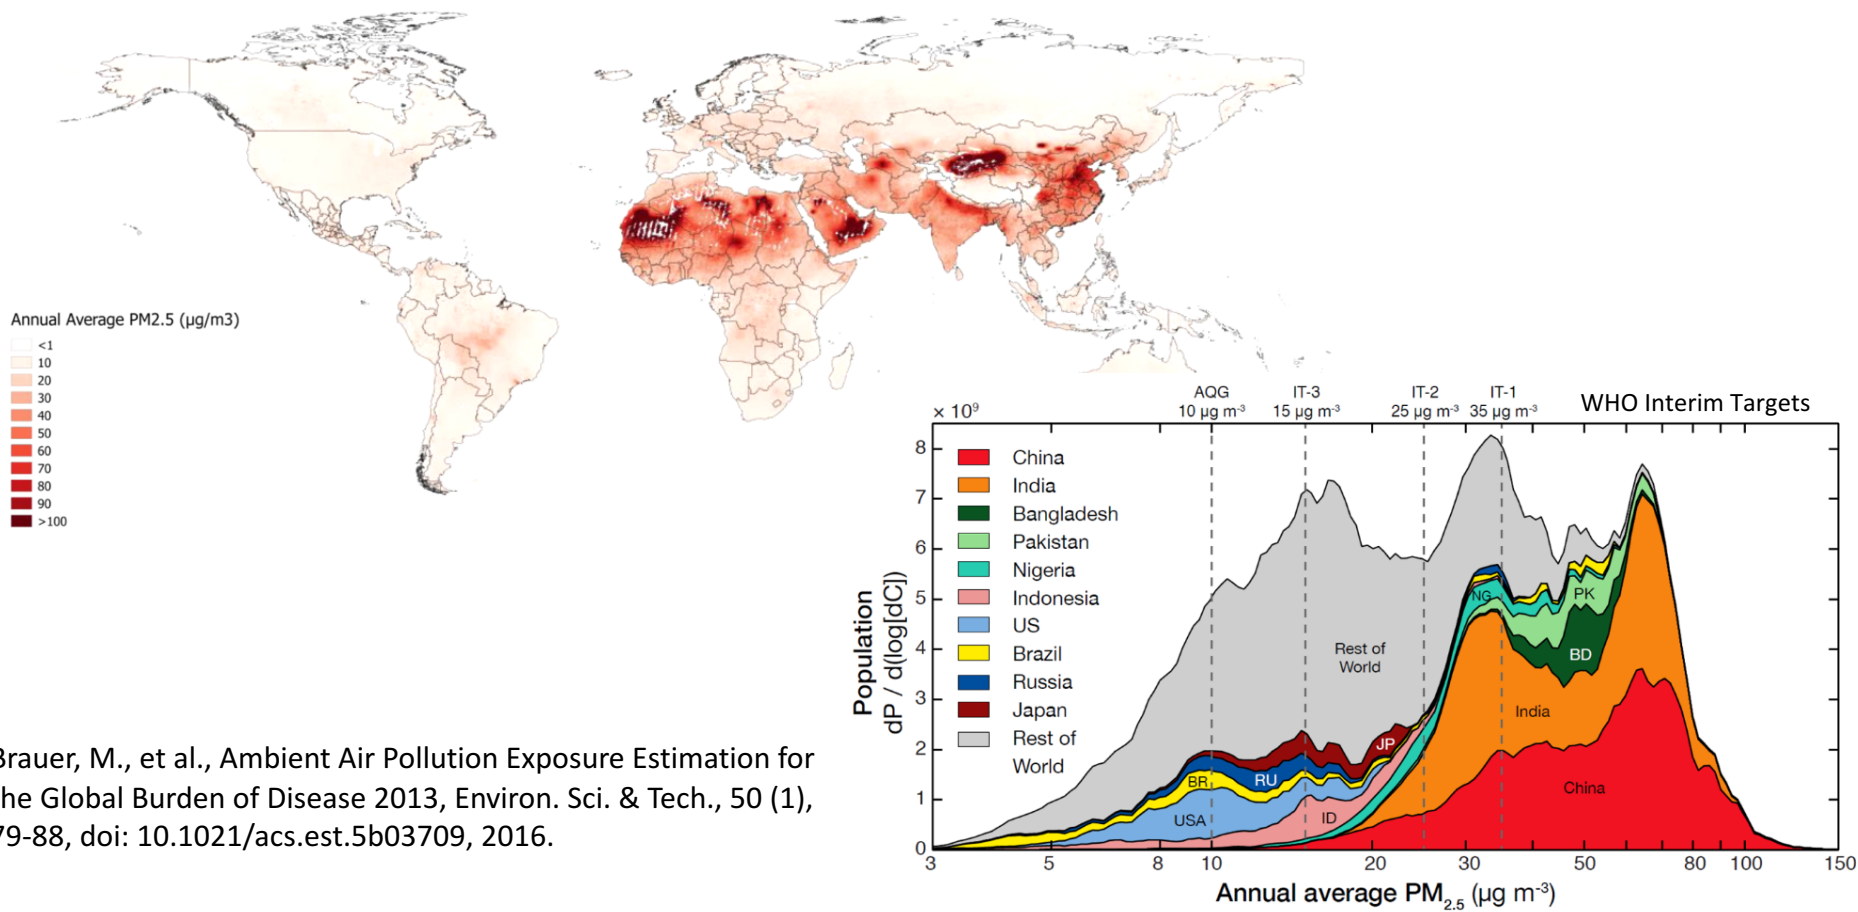 Annual Average PM2.5 (µg/m3)
<1
10
20
30
40
50
60
70
80
90
>100
AQG
10 µg m-3
IT-3
15 µg m-3
IT-2
25 µg m-3
IT-1
35 µg m-3
WHO Interim Targets
× 10⁹
8
7
6
5
4
3
2
1
0
Population
dP / d(log[dC])
China
India
Bangladesh
Pakistan
Nigeria
Indonesia
US
Brazil
Russia
Japan
Rest of
World
Rest of
World
NG
PK
BD
India
China
JP
BR
RU
USA
ID
3 5 8 10 20 30 50 80 100 150
Annual average PM2.5 (µg m-3)
Brauer, M., et al., Ambient Air Pollution Exposure Estimation for
the Global Burden of Disease 2013, Environ. Sci. & Tech., 50 (1),
79-88, doi: 10.1021/acs.est.5b03709, 2016.